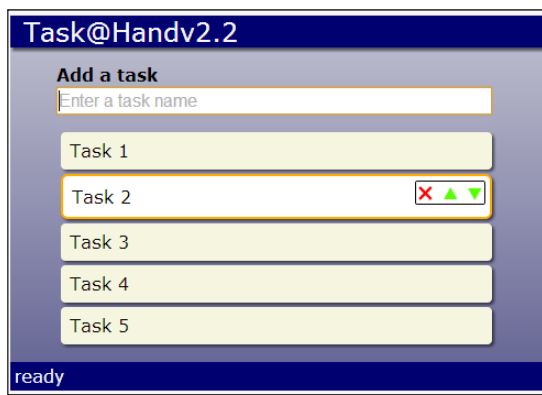 Task@Handv2.2
Add a task
Enter a task name
Task 1
Task 2
Task 3
Task 4
Task 5
ready